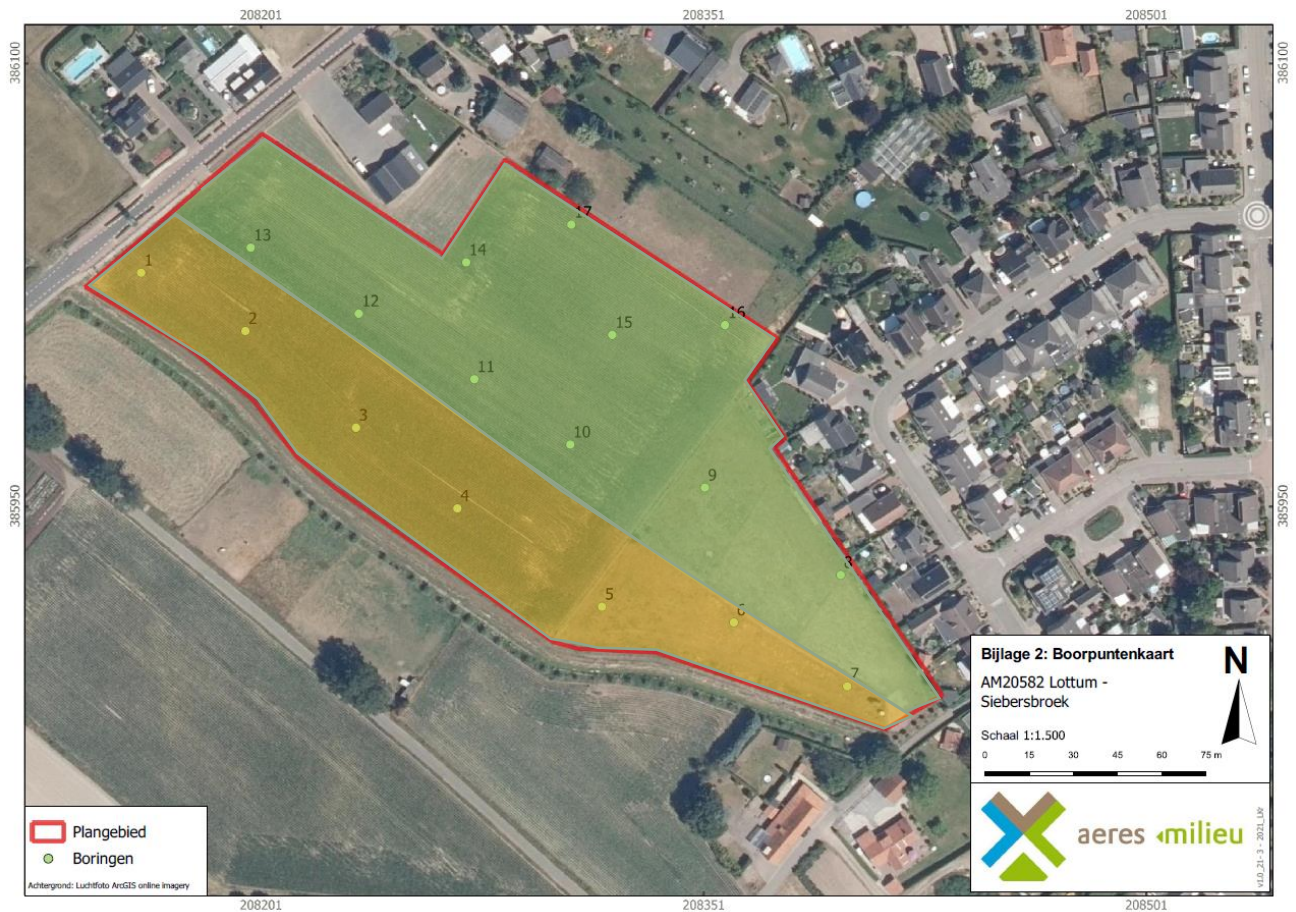 208201
208351
208501
386100
386100
17
13
14
1
12
2
16
15
11
3
10
9
4
385950
385950
8
5
6
7
Bijlage 2: Boorpuntenkaart
N
AM20582 Lottum -
Siebersbroek
Schaal 1:1.500
0 15 30 45 60 75 m
Plangebied
Boringen
Achtergrond: Luchtfoto ArcGIS online imagery
aeres milieu
208201
208351
208501